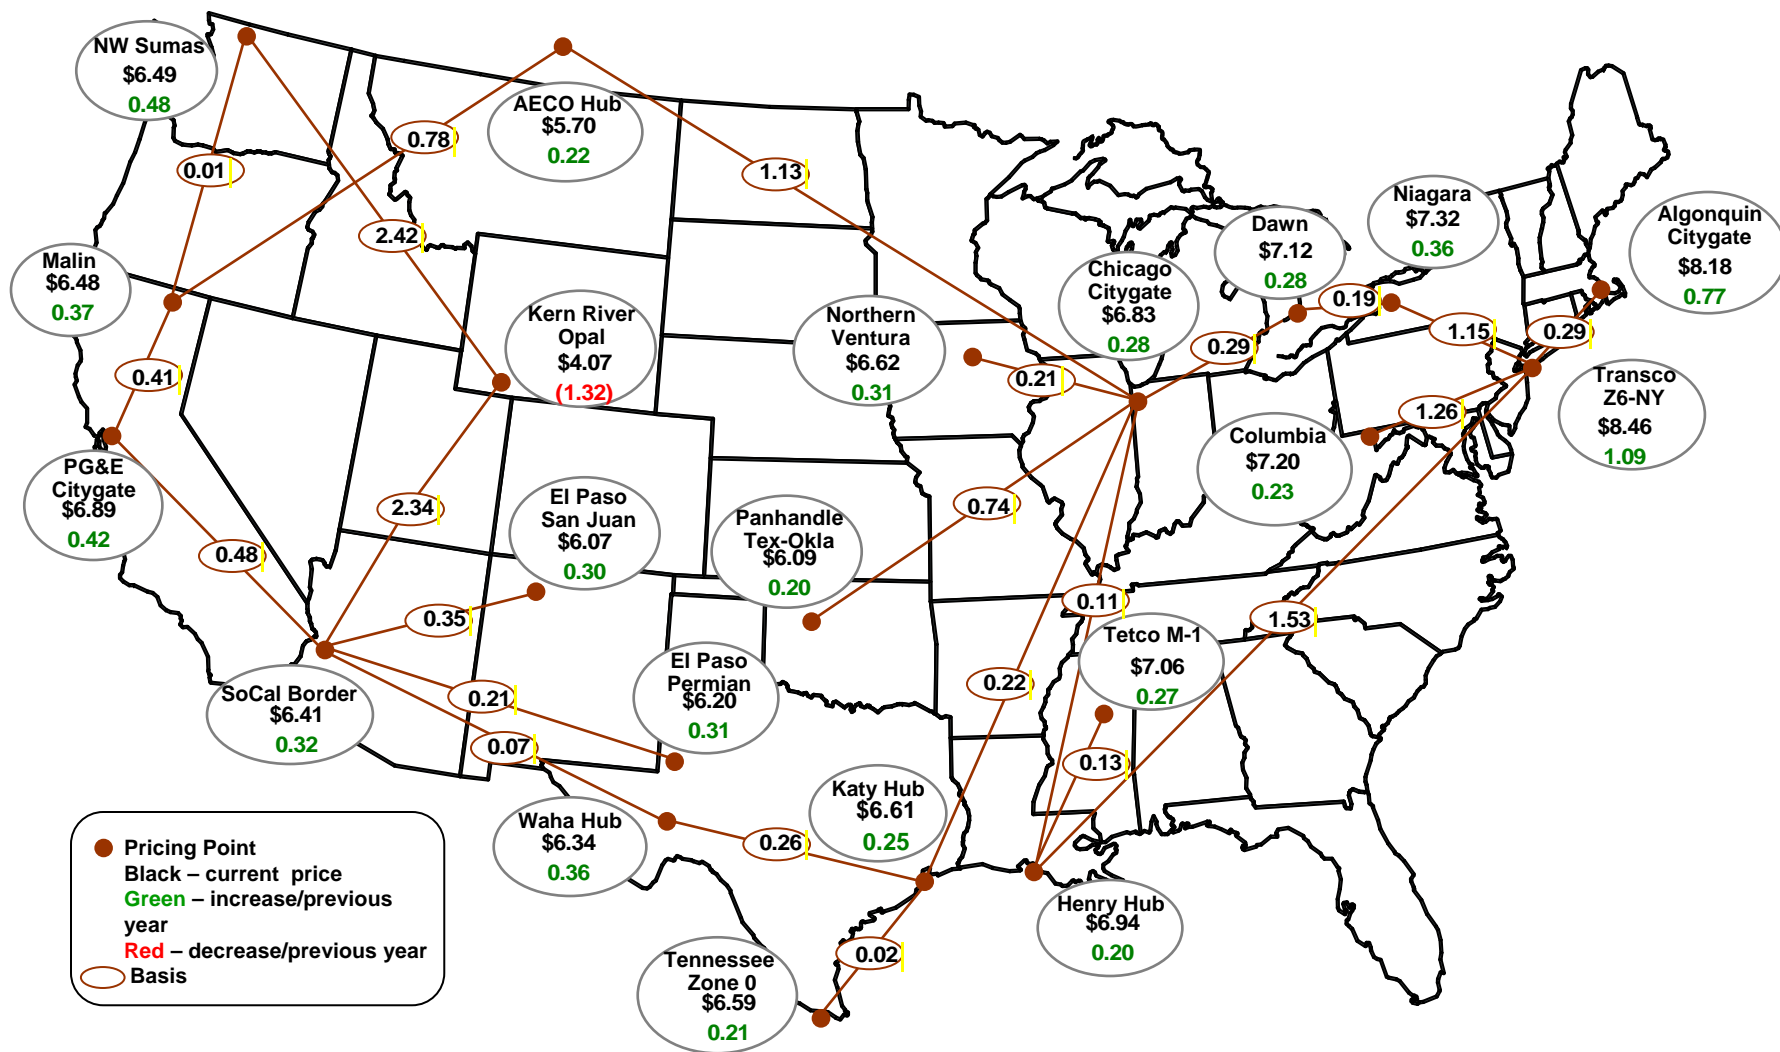 NW Sumas
$6.49
0.48
AECO Hub
$5.70
0.22
0.78
1.13
0.01
2.42
Niagara
$7.32
0.36
Algonquin
Citygate
$8.18
0.77
Dawn
$7.12
0.28
Malin
$6.48
0.37
Chicago
Citygate
$6.83
0.28
Kern River
Opal
$4.07
(1.32)
Northern
Ventura
$6.62
0.31
0.19
1.15
0.29
0.29
0.21
0.41
Transco
Z6-NY
$8.46
1.09
1.26
Columbia
$7.20
0.23
PG&E
Citygate
$6.89
0.42
2.34
0.74
El Paso
San Juan
$6.07
0.30
Panhandle
Tex-Okla
$6.09
0.20
0.48
0.35
0.11
1.53
Tetco M-1
$7.06
0.27
El Paso
Permian
$6.20
0.31
SoCal Border
$6.41
0.32
0.21
0.22
0.07
0.13
Katy Hub
$6.61
0.25
Waha Hub
$6.34
0.36
0.26
Henry Hub
$6.94
0.20
0.02
Tennessee
Zone 0
$6.59
0.21
Pricing Point
Black – current price
Green – increase/previous
year
Red – decrease/previous year
Basis